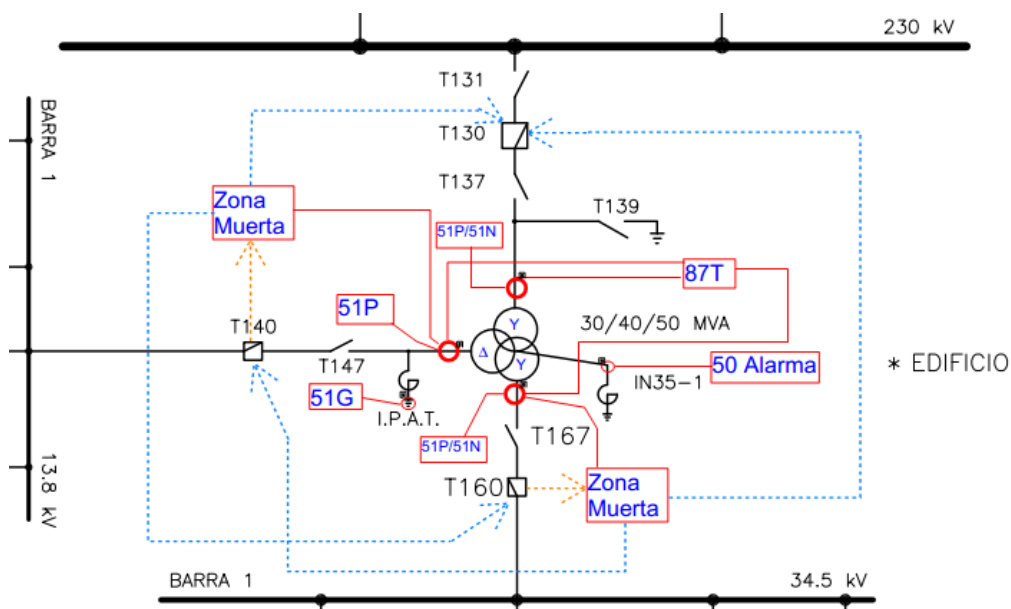 230 kV
T131
T130
T137
T139
BARRA 1
Zona
Muerta
51P/51N
87T
51P
T140
T147
30/40/50 MVA
Y
Δ
Y
50 Alarma
IN35-1
* EDIFICIO
51G
I.P.A.T.
51P/51N
T167
T160
Zona
Muerta
13.8 kV
BARRA 1
34.5 kV